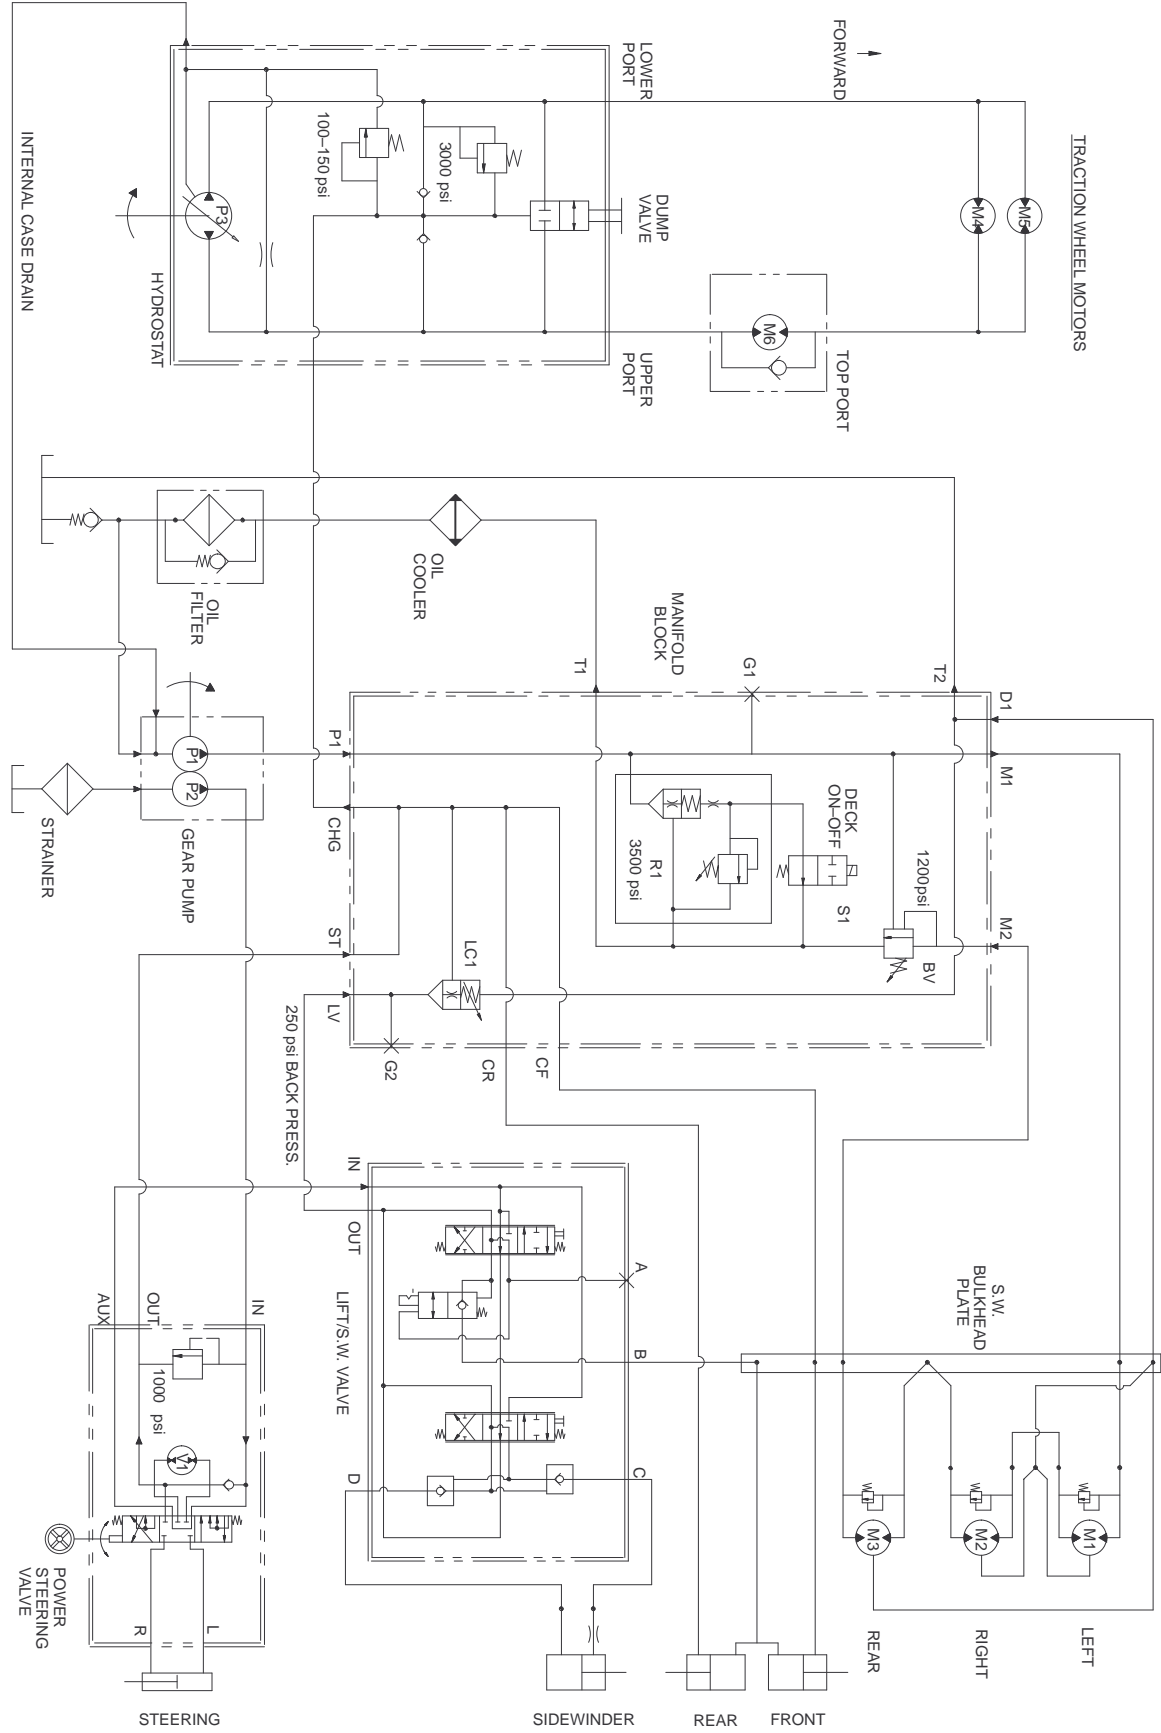 FORWARD
TRACTION WHEEL MOTORS
LOWER
PORT
INTERNAL CASE DRAIN
100–150 psi
3000 psi
DUMP
VALVE
P3
M4
M5
M6
HYDROSTAT
UPPER
PORT
TOP PORT
OIL
FILTER
OIL
COOLER
MANIFOLD
BLOCK
T1
G1
T2
D1
P1
M1
P2
GEAR PUMP
STRAINER
CHG
DECK
ON–OFF
R1
3500 psi
S1
1200psi
BV
M2
ST
LC1
LV
G2
CR
CF
250 psi BACK PRESS.
IN
OUT
LIFT/S.W. VALVE
A
B
C
D
S.W.
BULKHEAD
PLATE
AUX
OUT
IN
1000 psi
V1
POWER
STEERING
VALVE
R
L
M3
M2
M1
REAR
RIGHT
LEFT
STEERING
SIDEWINDER
REAR
FRONT